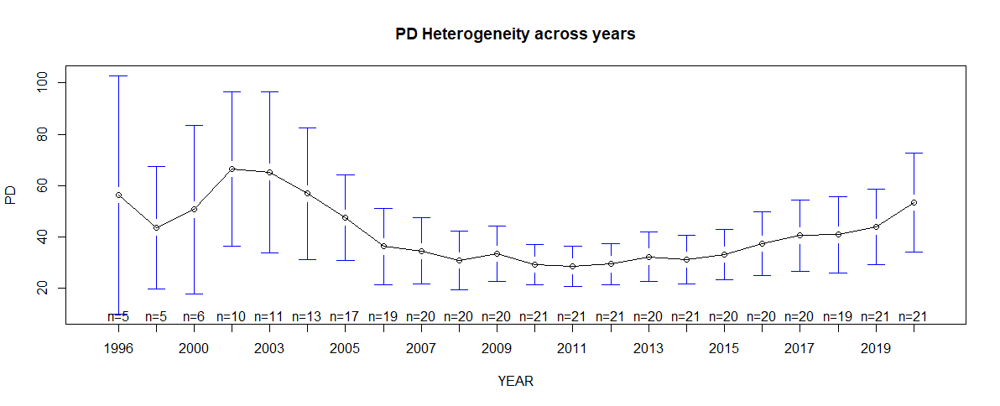 PD Heterogeneity across years
PD
100
80
60
40
20
n=5 n=5 n=6 n=10 n=11 n=13 n=17 n=19 n=20 n=20 n=20 n=21 n=21 n=21 n=20 n=21 n=20 n=20 n=20 n=19 n=21 n=21
1996 2000 2003 2005 2007 2009 2011 2013 2015 2017 2019
YEAR